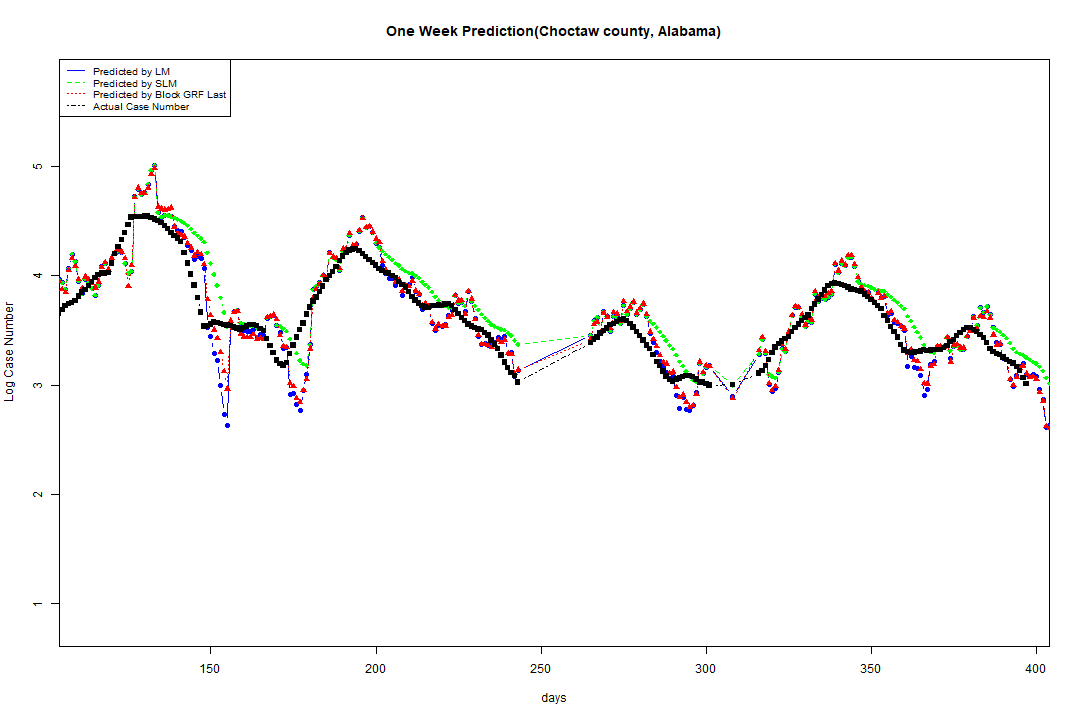 One Week Prediction(Choctaw county, Alabama)
Predicted by LM
Predicted by SLM
Predicted by Block GRF Last
Actual Case Number
Log Case Number
5
4
3
2
1
150 200 250 300 350 400
days